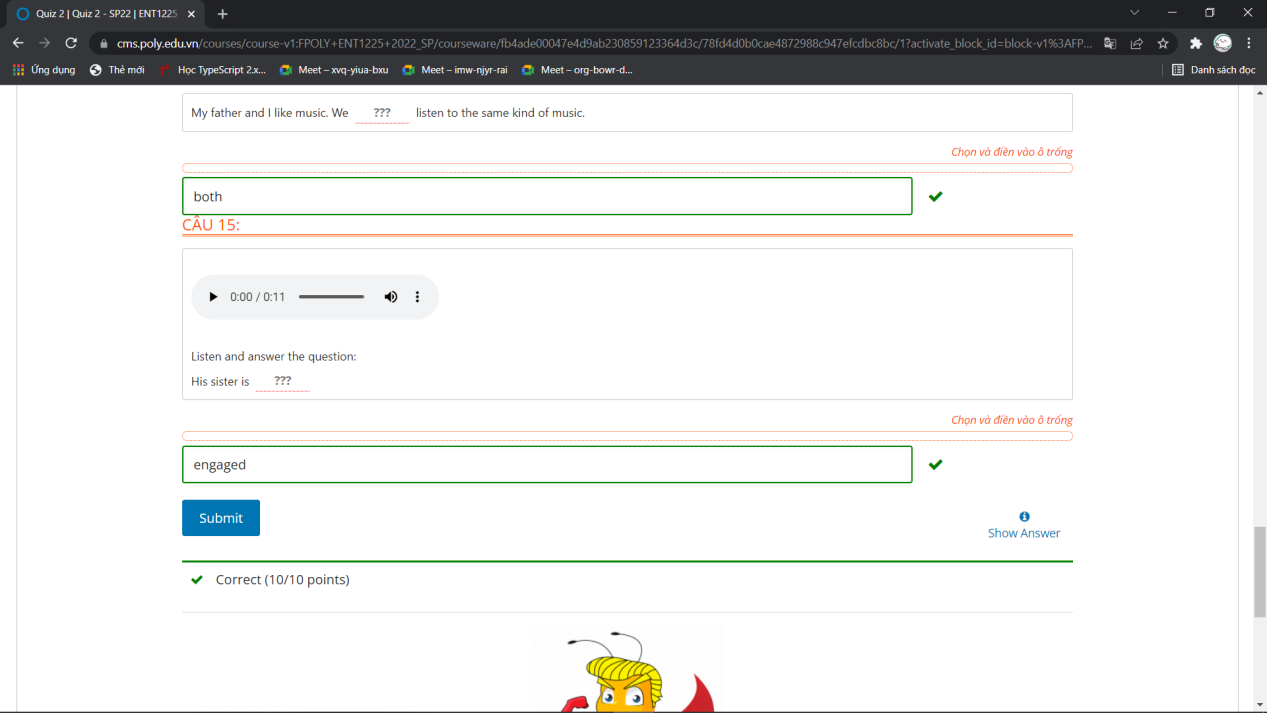 Quiz 2 | Quiz 2 - SP22 | ENT1225
cms.poly.edu.vn/courses/course-v1:FPOLY+ENT1225+2022_SP/courseware/fb4ade00047e4d9ab230859123364d3c/78fd4d0b0cae4872988c947efcdbc8bc/1?activate_block_id=block-v1%3AFP...
Ứng dụng Thẻ mới Học TypeScript 2.x... Meet – xvq-yiua-bxu Meet – imw-njyr-rai Meet – org-bowr-d... Danh sách đọc
My father and I like music. We ??? listen to the same kind of music.
Chọn và điền vào ô trống
both
CÂU 15:
0:00 / 0:11
Listen and answer the question:
His sister is ???
Chọn và điền vào ô trống
engaged
Submit
Show Answer
Correct (10/10 points)